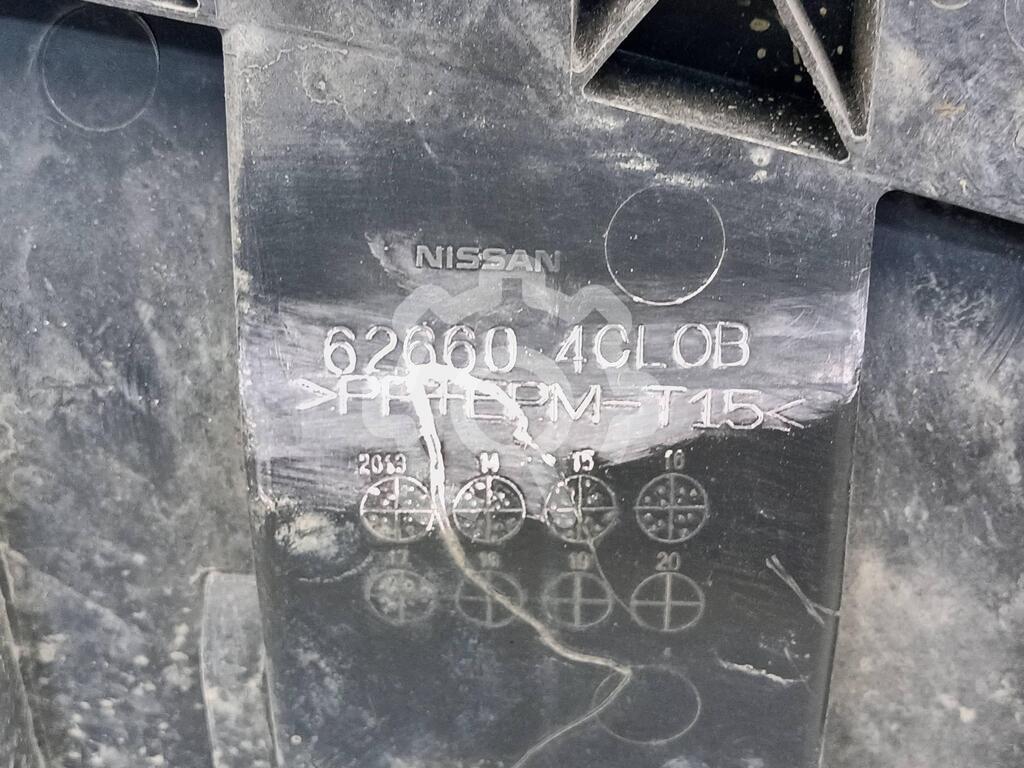 NISSAN
62660 4CL0B
>PP+EPM-T15<
2013 14 15 16
17 18 19 20